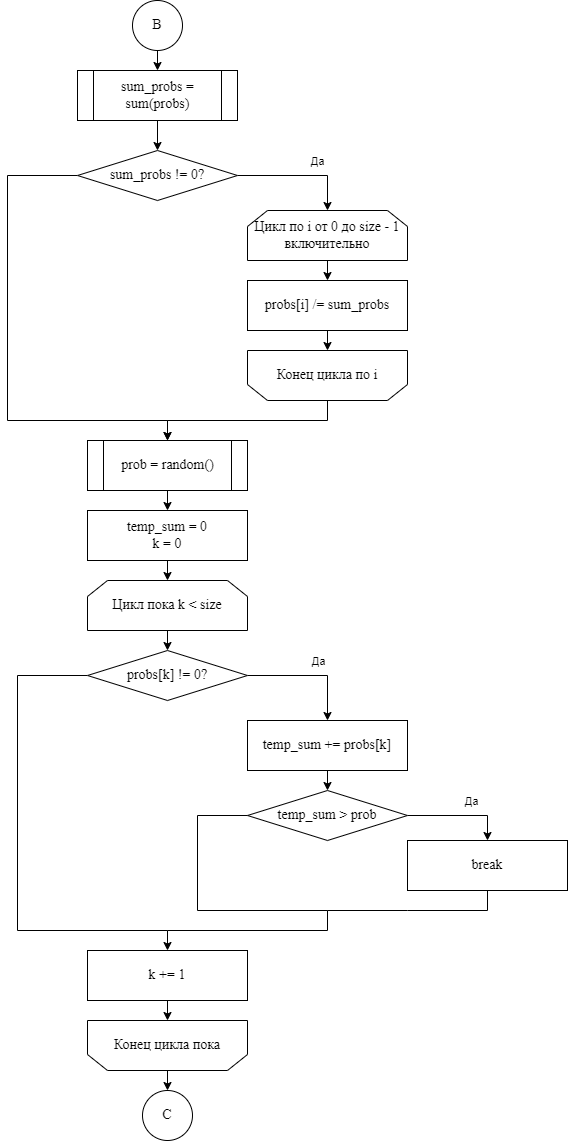 B
sum_probs =
sum(probs)
sum_probs != 0?
Да
Цикл по i от 0 до size - 1
включительно
probs[i] /= sum_probs
Конец цикла по i
prob = random()
temp_sum = 0
k = 0
Цикл пока k < size
probs[k] != 0?
Да
temp_sum += probs[k]
temp_sum > prob
Да
break
k += 1
Конец цикла пока
C